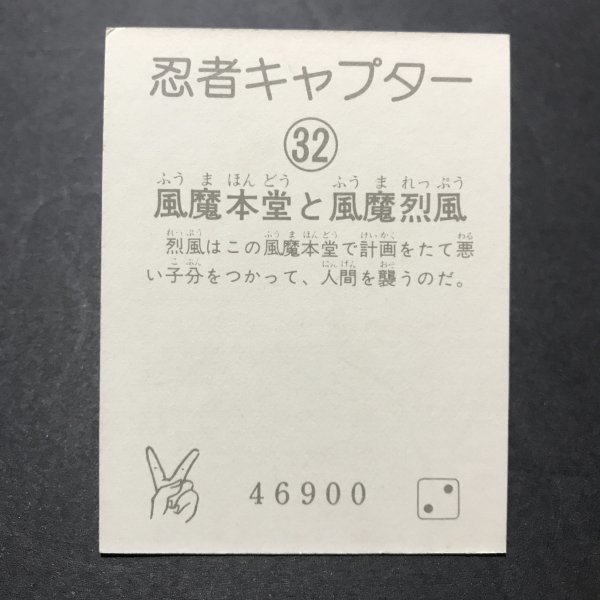 忍者キャプター
32
ふうまほんどう ふうまれっぷう
風魔本堂と風魔烈風
れっぷう ふうまほんどう けいかく わる
烈風はこの風魔本堂で計画をたて悪
こぶん にんげん おそ
い子分をつかって、人間を襲うのだ。
46900